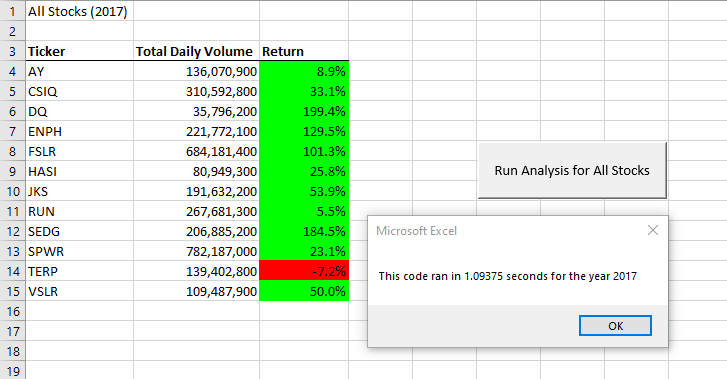 1 All Stocks (2017)
2
3 Ticker Total Daily Volume Return
4 AY 136,070,900 8.9%
5 CSIQ 310,592,800 33.1%
6 DQ 35,796,200 199.4%
7 ENPH 221,772,100 129.5%
8 FSLR 684,181,400 101.3%
9 HASI 80,949,300 25.8%
10 JKS 191,632,200 53.9%
11 RUN 267,681,300 5.5%
12 SEDG 206,885,200 184.5%
13 SPWR 782,187,000 23.1%
14 TERP 139,402,800 -7.2%
15 VSLR 109,487,900 50.0%
16
17
18
19
Run Analysis for All Stocks
Microsoft Excel
This code ran in 1.09375 seconds for the year 2017
OK